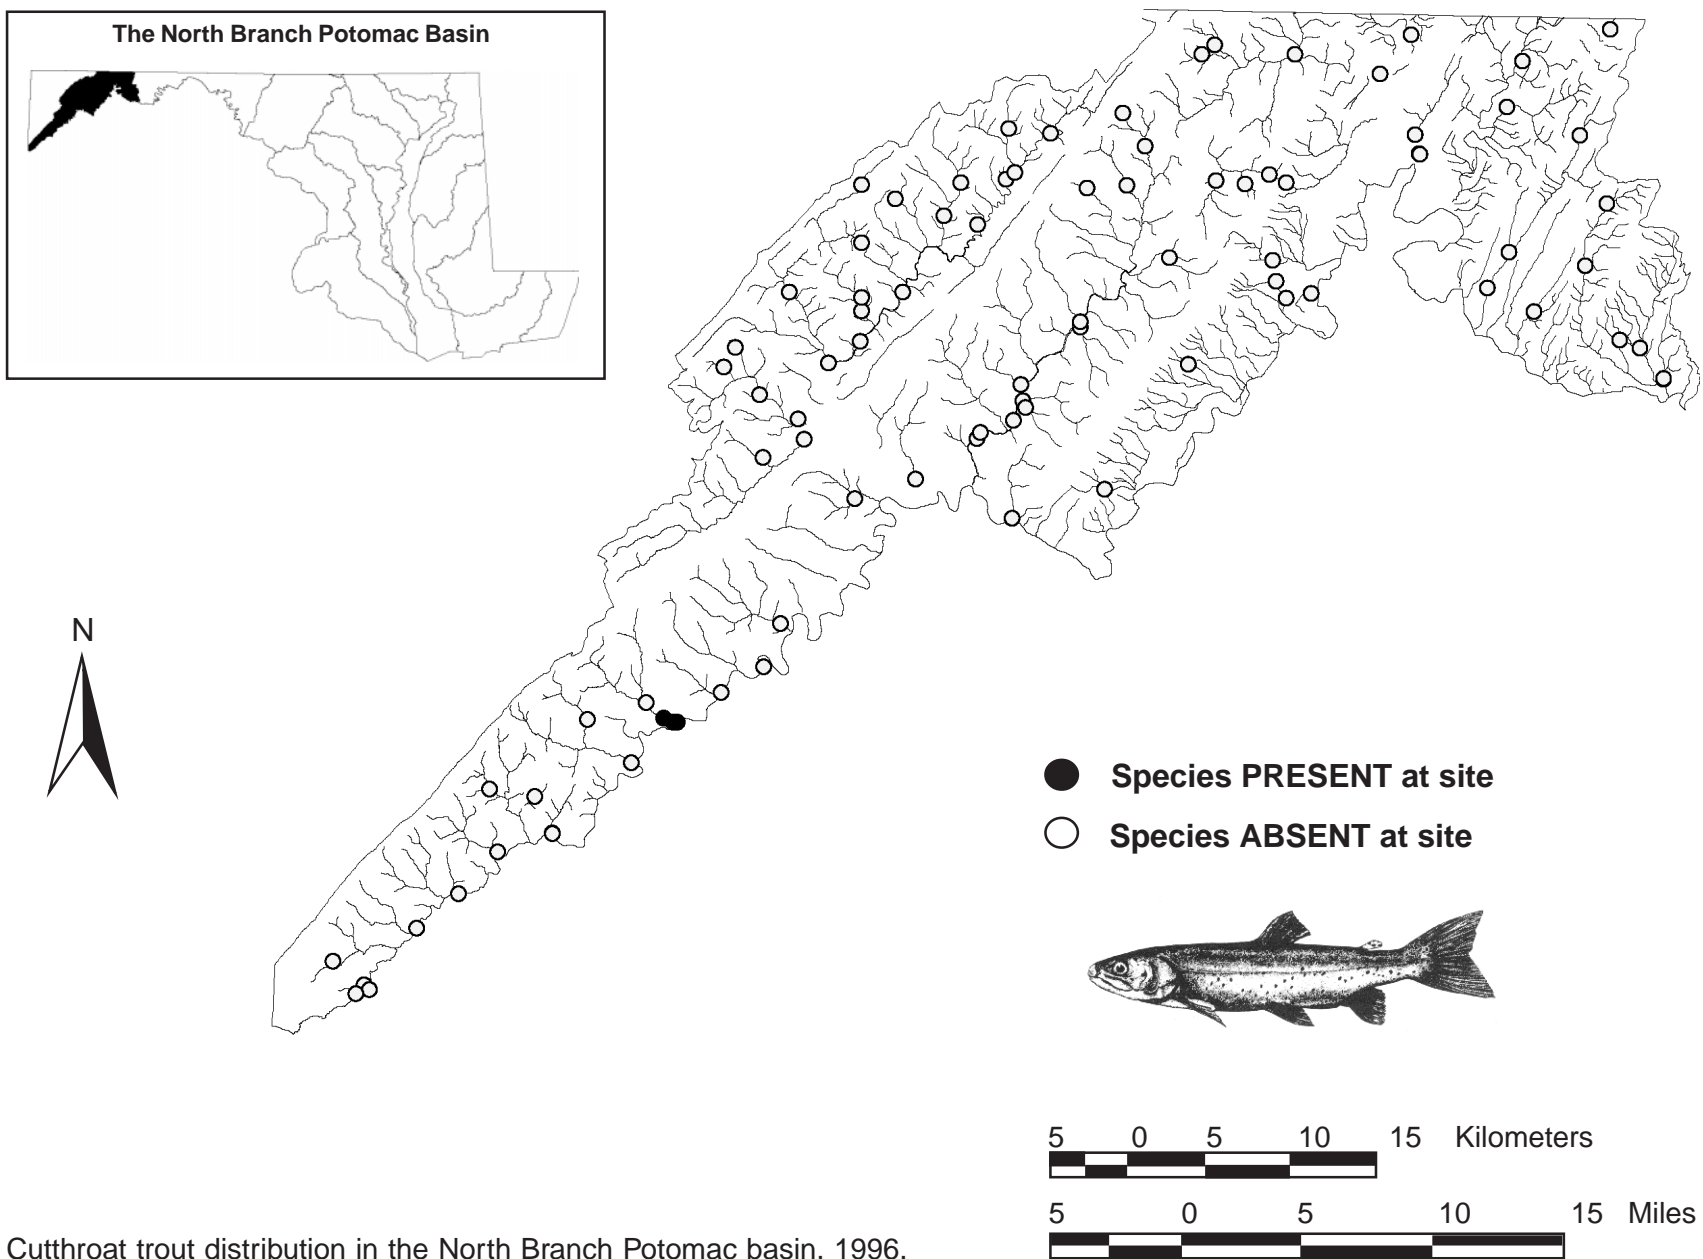 The North Branch Potomac Basin
N
Species PRESENT at site
Species ABSENT at site
5 0 5 10 15 Kilometers
5 0 5 10 15 Miles
Cutthroat trout distribution in the North Branch Potomac basin, 1996.